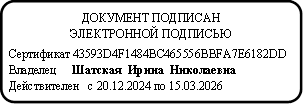 ДОКУМЕНТ ПОДПИСАН
ЭЛЕКТРОННОЙ ПОДПИСЬЮ
Сертификат 43593D4F1484BC465556BBFA7E6182DD
Владелец Шатская Ирина Николаевна
Действителен с 20.12.2024 по 15.03.2026